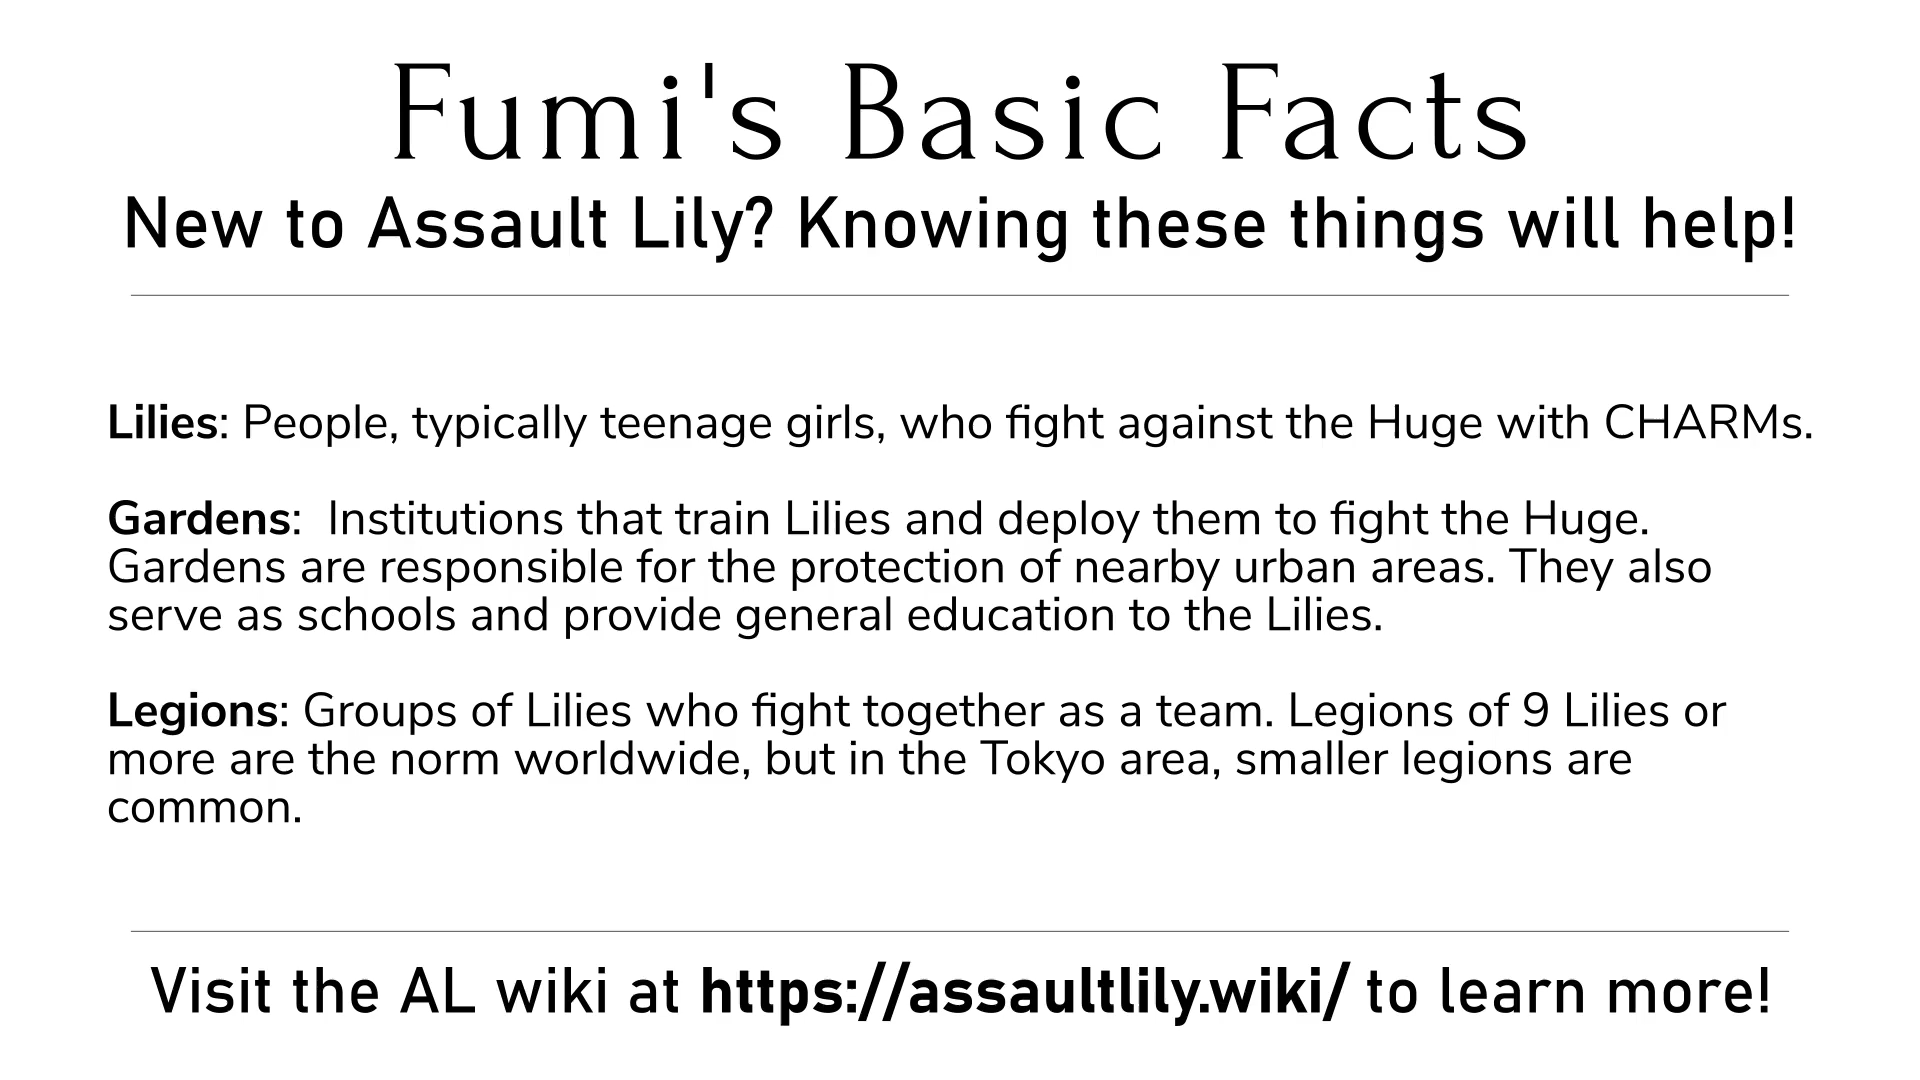 Fumi's Basic Facts
New to Assault Lily? Knowing these things will help!
Lilies: People, typically teenage girls, who fight against the Huge with CHARMs.
Gardens:  Institutions that train Lilies and deploy them to fight the Huge.
Gardens are responsible for the protection of nearby urban areas. They also
serve as schools and provide general education to the Lilies.
Legions: Groups of Lilies who fight together as a team. Legions of 9 Lilies or
more are the norm worldwide, but in the Tokyo area, smaller legions are
common.
Visit the AL wiki at https://assaultlily.wiki/ to learn more!